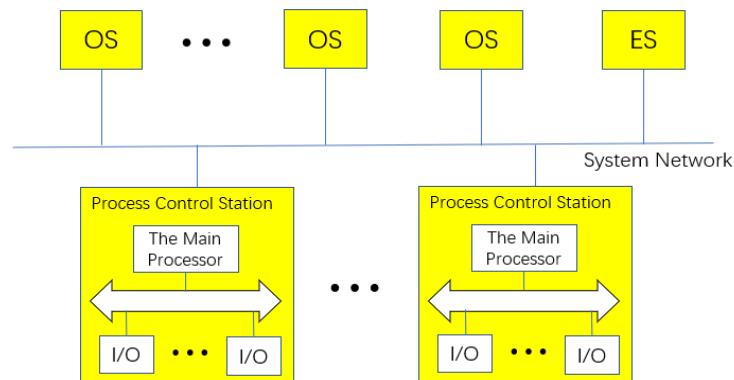 OS
OS
OS
ES
System Network
Process Control Station
The Main
Processor
I/O
I/O
Process Control Station
The Main
Processor
I/O
I/O